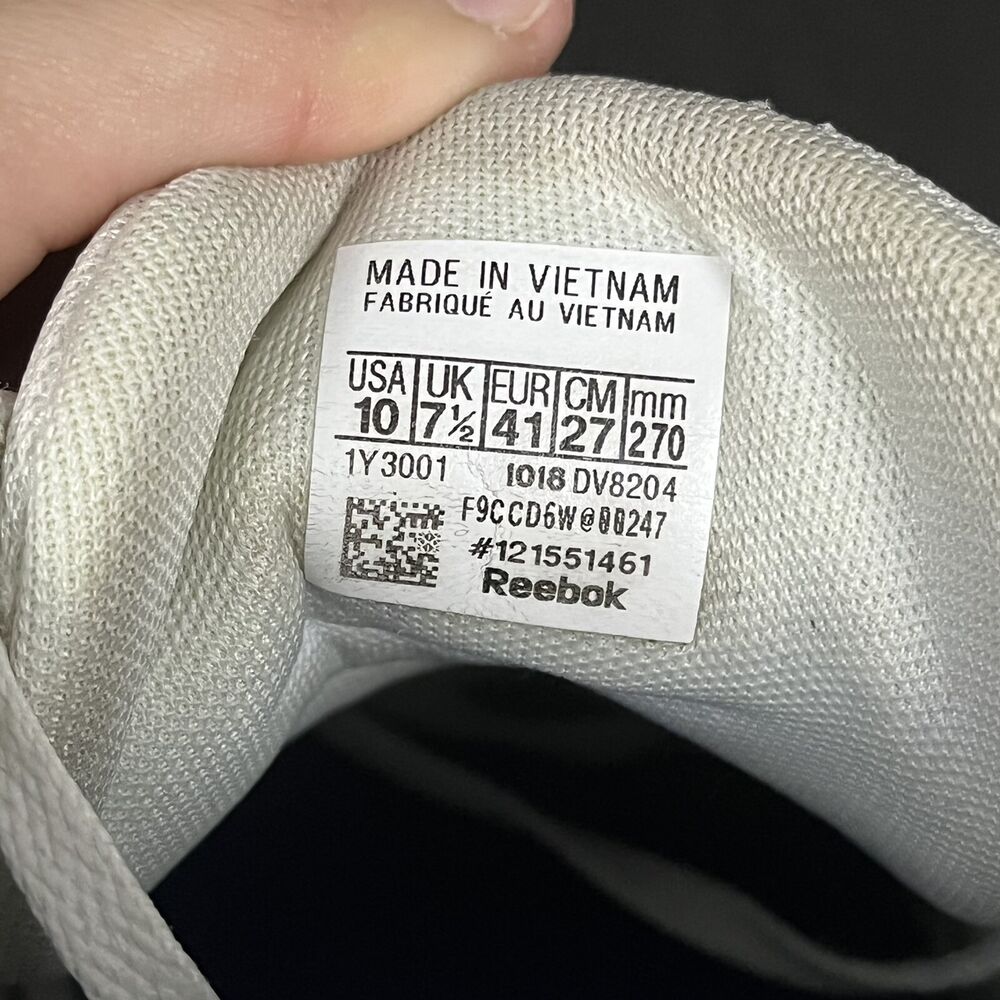 MADE IN VIETNAM
FABRIQUÉ AU VIETNAM
USA UK EUR CM mm
10 7½ 41 27 270
1Y3001 1018 DV8204
F9CCD6W@00247
#121551461
Reebok